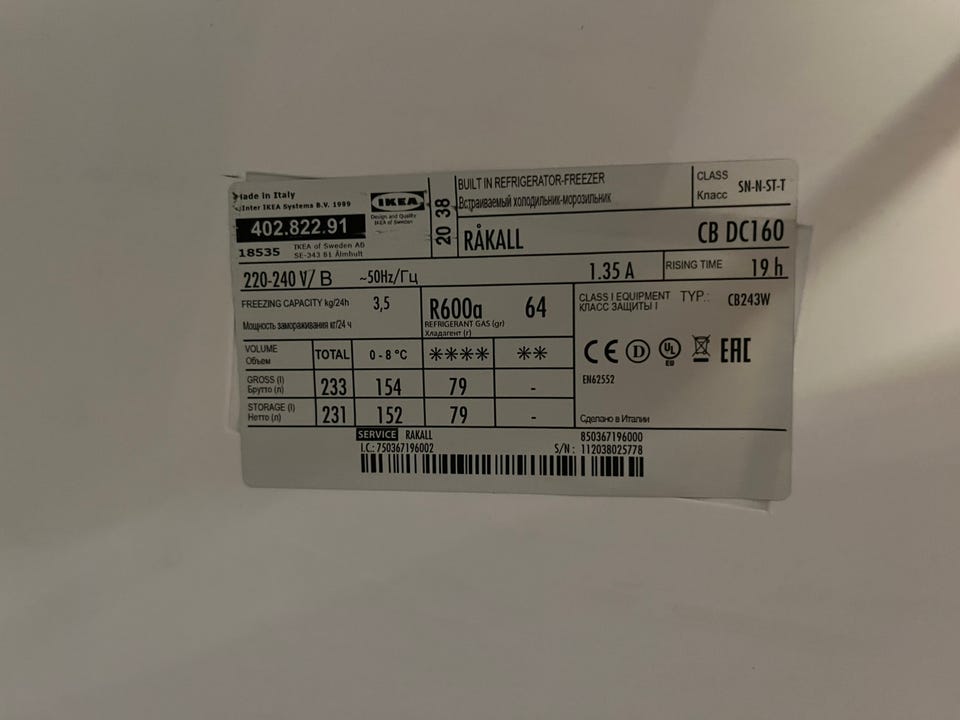 Made in Italy
©Inter IKEA Systems B.V. 1999
402.822.91
18535 IKEA of Sweden AB
SE-343 81 Älmhult
IKEA
Design and Quality
IKEA of Sweden
20 38
BUILT IN REFRIGERATOR-FREEZER
Встраиваемый холодильник-морозильник
CLASS
Класс SN-N-ST-T
RÅKALL CB DC160
220-240 V/ В ~50Hz/Гц 1.35 A RISING TIME 19 h
FREEZING CAPACITY kg/24h 3,5
Мощность замораживания кг/24 ч
R600a 64
REFRIGERANT GAS (gr)
Хладагент (г)
CLASS I EQUIPMENT TYP.: CB243W
КЛАСС ЗАЩИТЫ I
VOLUME
Объем
TOTAL 0 - 8 °C **** **
GROSS (l)
Брутто (л) 233 154 79 -
STORAGE (l)
Нетто (л) 231 152 79 -
CE D UL EU EAC
EN62552
Сделано в Италии
SERVICE RAKALL 850367196000
I.C.: 750367196002 S/N : 112038025778